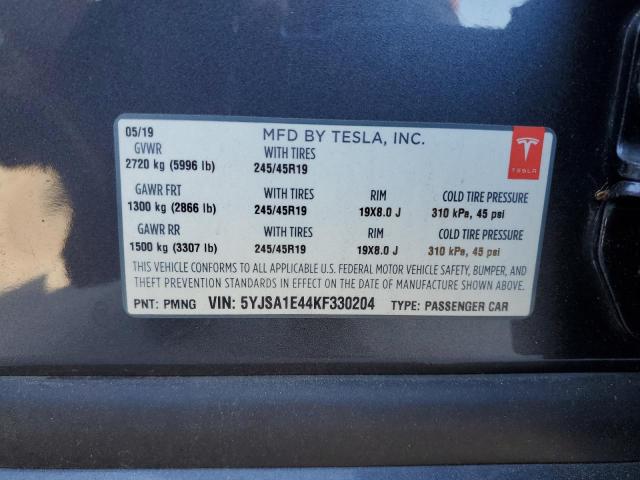 05/19 MFD BY TESLA, INC.
GVWR WITH TIRES
2720 kg (5996 lb) 245/45R19
TESLA
GAWR FRT WITH TIRES RIM COLD TIRE PRESSURE
1300 kg (2866 lb) 245/45R19 19X8.0 J 310 kPa, 45 psi
GAWR RR WITH TIRES RIM COLD TIRE PRESSURE
1500 kg (3307 lb) 245/45R19 19X8.0 J 310 kPa, 45 psi
THIS VEHICLE CONFORMS TO ALL APPLICABLE U.S. FEDERAL MOTOR VEHICLE SAFETY, BUMPER, AND
THEFT PREVENTION STANDARDS IN EFFECT ON THE DATE OF MANUFACTURE SHOWN ABOVE.
PNT: PMNG VIN: 5YJSA1E44KF330204 TYPE: PASSENGER CAR